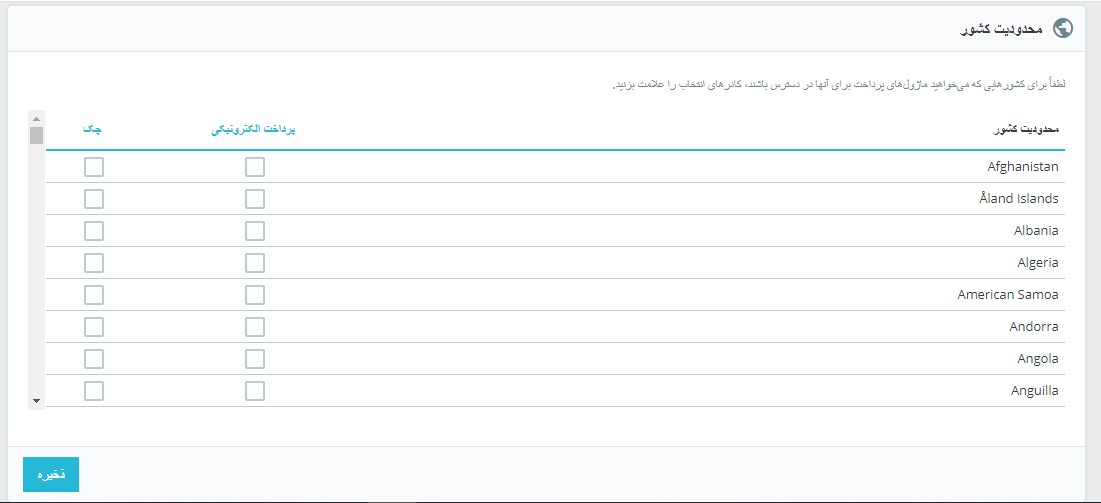 محدودیت کشور
لطفاً برای کشورهایی که می‌خواهید ماژول‌های پرداخت برای آنها در دسترس باشند، کادرهای انتخاب را علامت بزنید.
محدودیت کشور پرداخت الکترونیکی چک
Afghanistan
Åland Islands
Albania
Algeria
American Samoa
Andorra
Angola
Anguilla
ذخیره